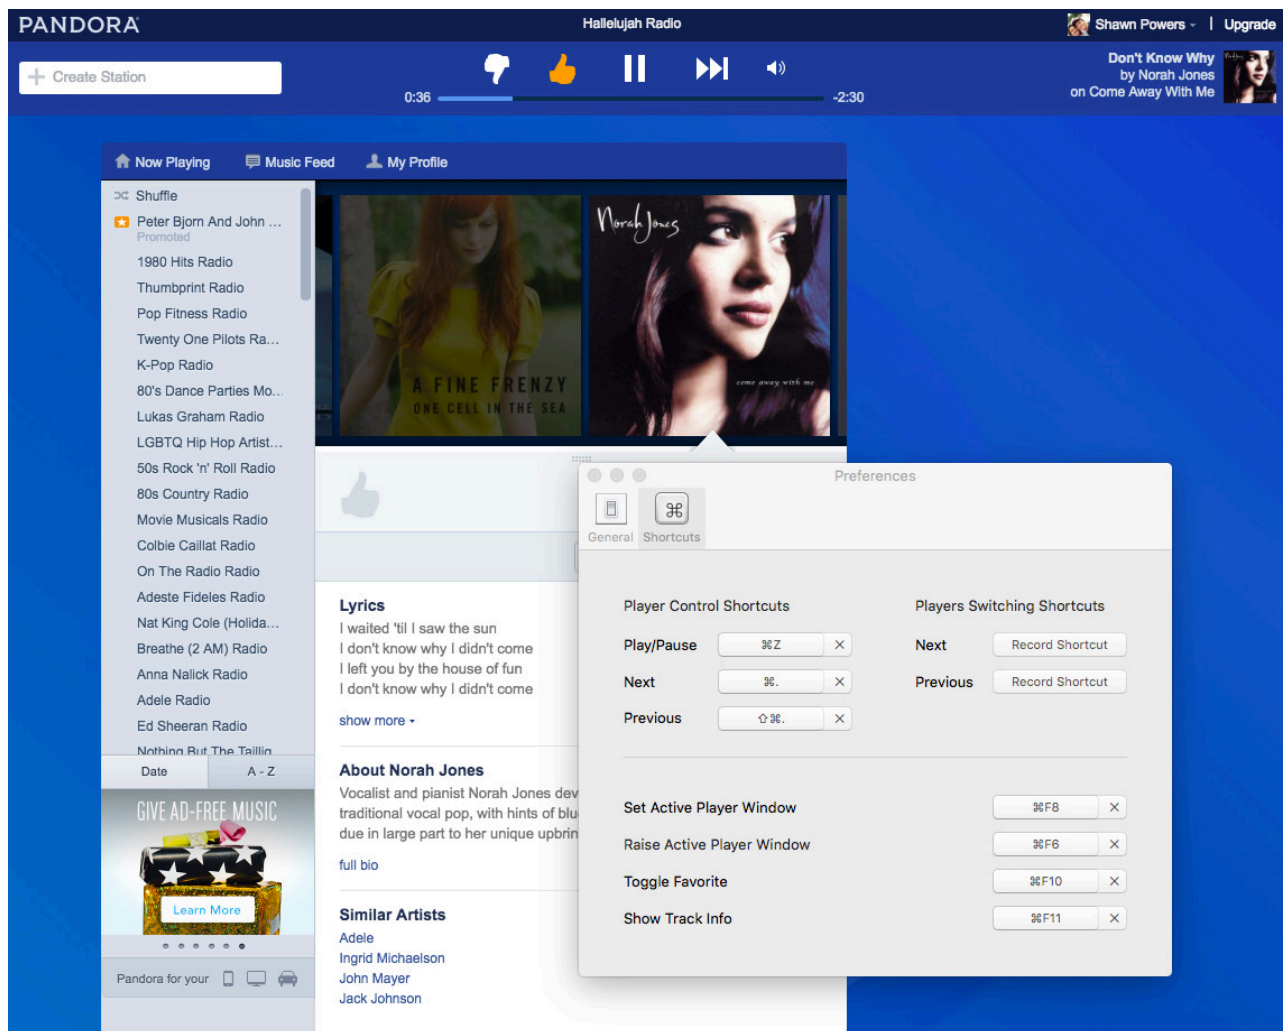 PANDORA
Hallelujah Radio
Shawn Powers
Upgrade
Create Station
0:36
-2:30
Don't Know Why
by Norah Jones
on Come Away With Me
Now Playing
Music Feed
My Profile
Shuffle
Peter Bjorn And John ...
Promoted
1980 Hits Radio
Thumbprint Radio
Pop Fitness Radio
Twenty One Pilots Ra...
K-Pop Radio
80's Dance Parties Mo...
Lukas Graham Radio
LGBTQ Hip Hop Artist...
50s Rock 'n' Roll Radio
80s Country Radio
Movie Musicals Radio
Colbie Caillat Radio
On The Radio Radio
Adeste Fideles Radio
Nat King Cole (Holida...
Breathe (2 AM) Radio
Anna Nalick Radio
Adele Radio
Ed Sheeran Radio
Nothing But The Taillig
Date
A - Z
GIVE AD-FREE MUSIC
Learn More
Pandora for your
A FINE FRENZY
ONE CELL IN THE SEA
Norah Jones
come away with me
Lyrics
I waited 'til I saw the sun
I don't know why I didn't come
I left you by the house of fun
I don't know why I didn't come
show more
About Norah Jones
Vocalist and pianist Norah Jones dev
traditional vocal pop, with hints of blu
due in large part to her unique upbrin
full bio
Similar Artists
Adele
Ingrid Michaelson
John Mayer
Jack Johnson
Preferences
General
Shortcuts
Player Control Shortcuts
Play/Pause ⌘Z ×
Next ⌘. ×
Previous ⇧⌘. ×
Players Switching Shortcuts
Next Record Shortcut
Previous Record Shortcut
Set Active Player Window ⌘F8 ×
Raise Active Player Window ⌘F6 ×
Toggle Favorite ⌘F10 ×
Show Track Info ⌘F11 ×